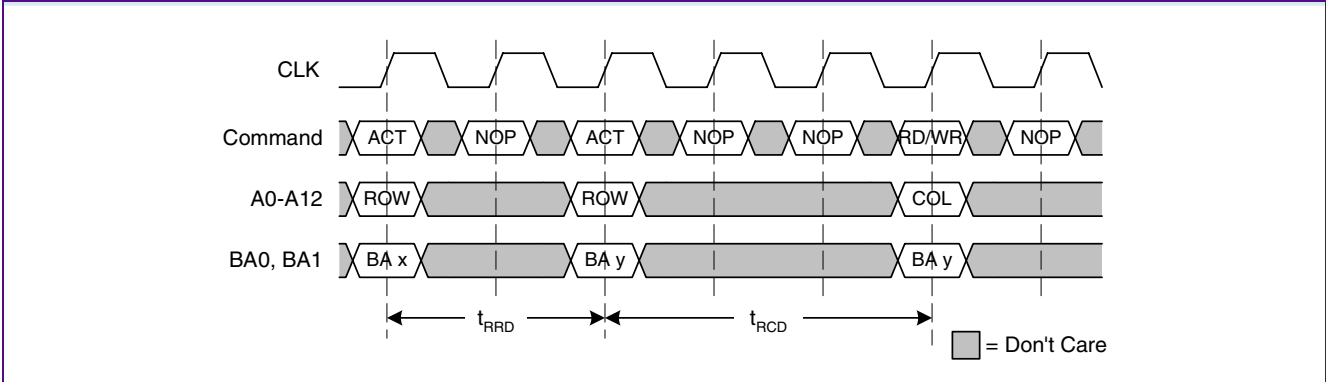 CLK
Command ACT NOP ACT NOP NOP RD/WR NOP
A0-A12 ROW ROW COL
BA0, BA1 BA x BA y BA y
tRRD tRCD
= Don't Care